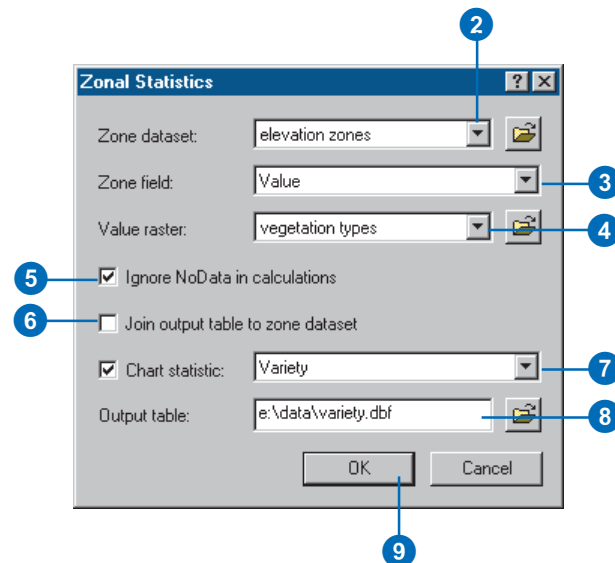 2
Zonal Statistics
Zone dataset: elevation zones
Zone field: Value
3
Value raster: vegetation types
4
5
Ignore NoData in calculations
6
Join output table to zone dataset
Chart statistic: Variety
7
Output table: e:\data\variety.dbf
8
OK Cancel
9